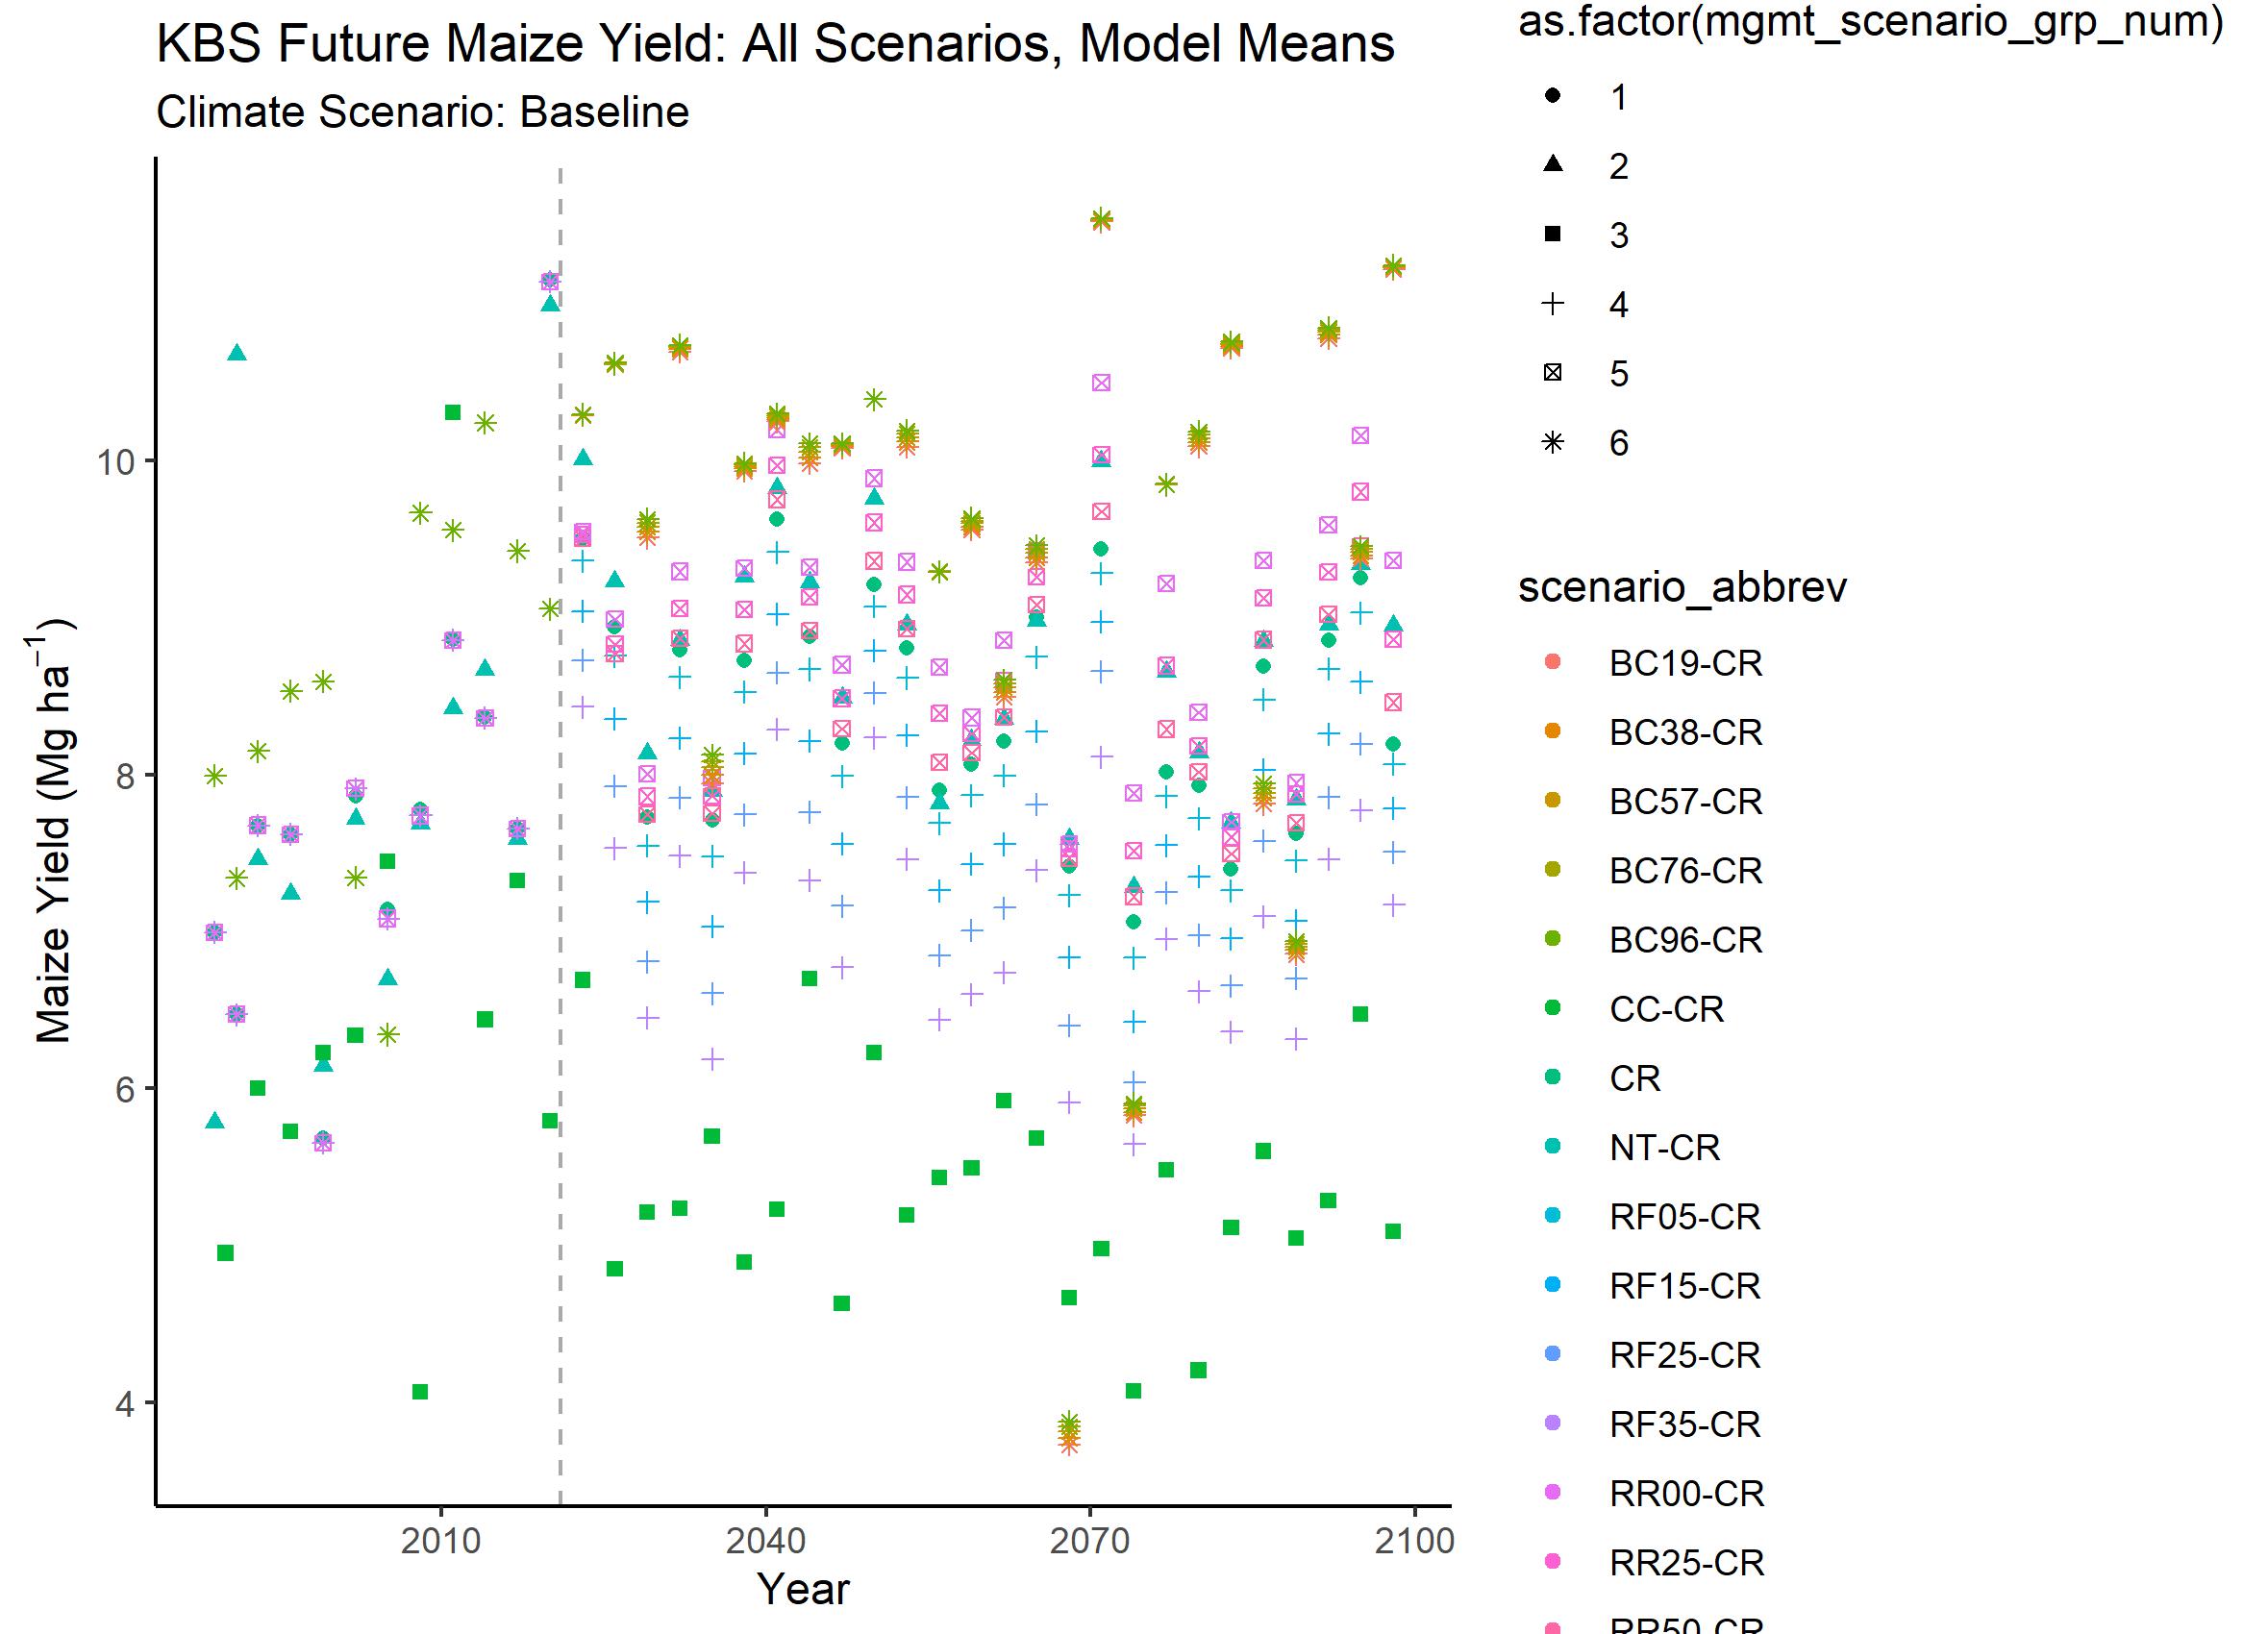 KBS Future Maize Yield: All Scenarios, Model Means
Climate Scenario: Baseline
Maize Yield (Mg ha⁻¹)
10
8
6
4
2010
2040
2070
2100
Year
as.factor(mgmt_scenario_grp_num)
1
2
3
4
5
6
scenario_abbrev
BC19-CR
BC38-CR
BC57-CR
BC76-CR
BC96-CR
CC-CR
CR
NT-CR
RF05-CR
RF15-CR
RF25-CR
RF35-CR
RR00-CR
RR25-CR
RR50-CR